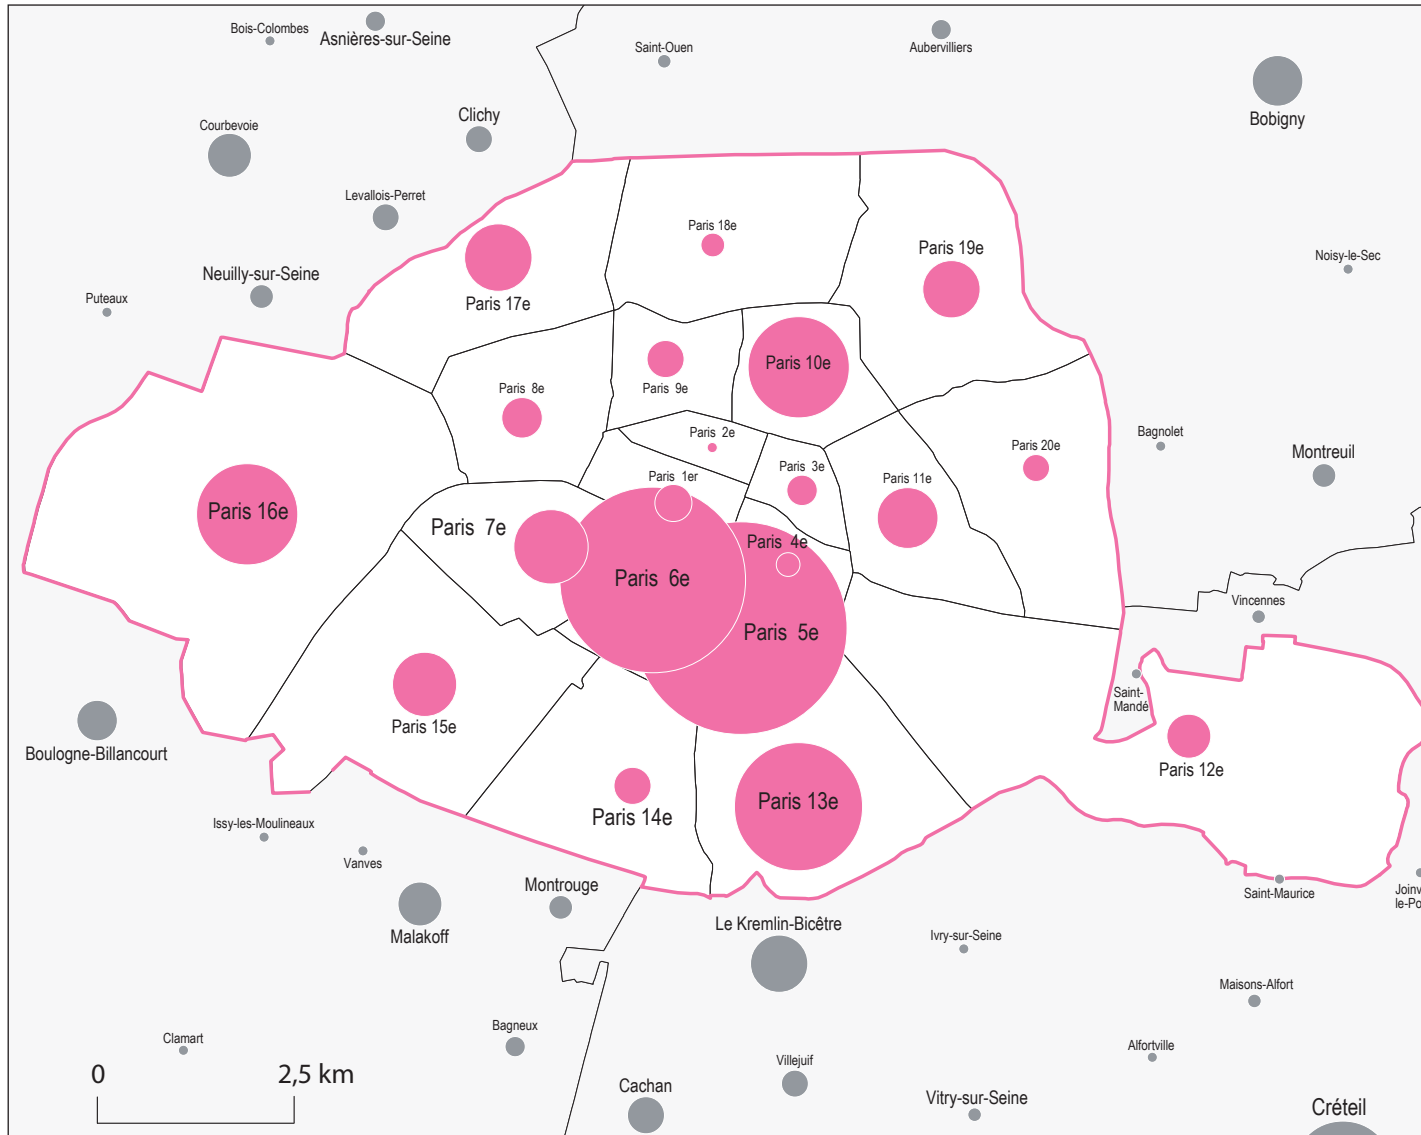 Bois-Colombes
Asnières-sur-Seine
Saint-Ouen
Aubervilliers
Bobigny
Clichy
Courbevoie
Levallois-Perret
Paris 18e
Paris 19e
Noisy-le-Sec
Neuilly-sur-Seine
Puteaux
Paris 17e
Paris 10e
Paris 9e
Paris 8e
Paris 2e
Bagnolet
Paris 20e
Montreuil
Paris 3e
Paris 1er
Paris 11e
Paris 16e
Paris 7e
Paris 4e
Paris 6e
Vincennes
Paris 5e
Saint-
Mandé
Paris 15e
Boulogne-Billancourt
Paris 12e
Paris 13e
Paris 14e
Issy-les-Moulineaux
Vanves
Montrouge
Saint-Maurice
Joinv
le-Po
Malakoff
Le Kremlin-Bicêtre
Ivry-sur-Seine
Maisons-Alfort
Bagneux
Clamart
Alfortville
Villejuif
0 2,5 km
Cachan
Vitry-sur-Seine
Créteil